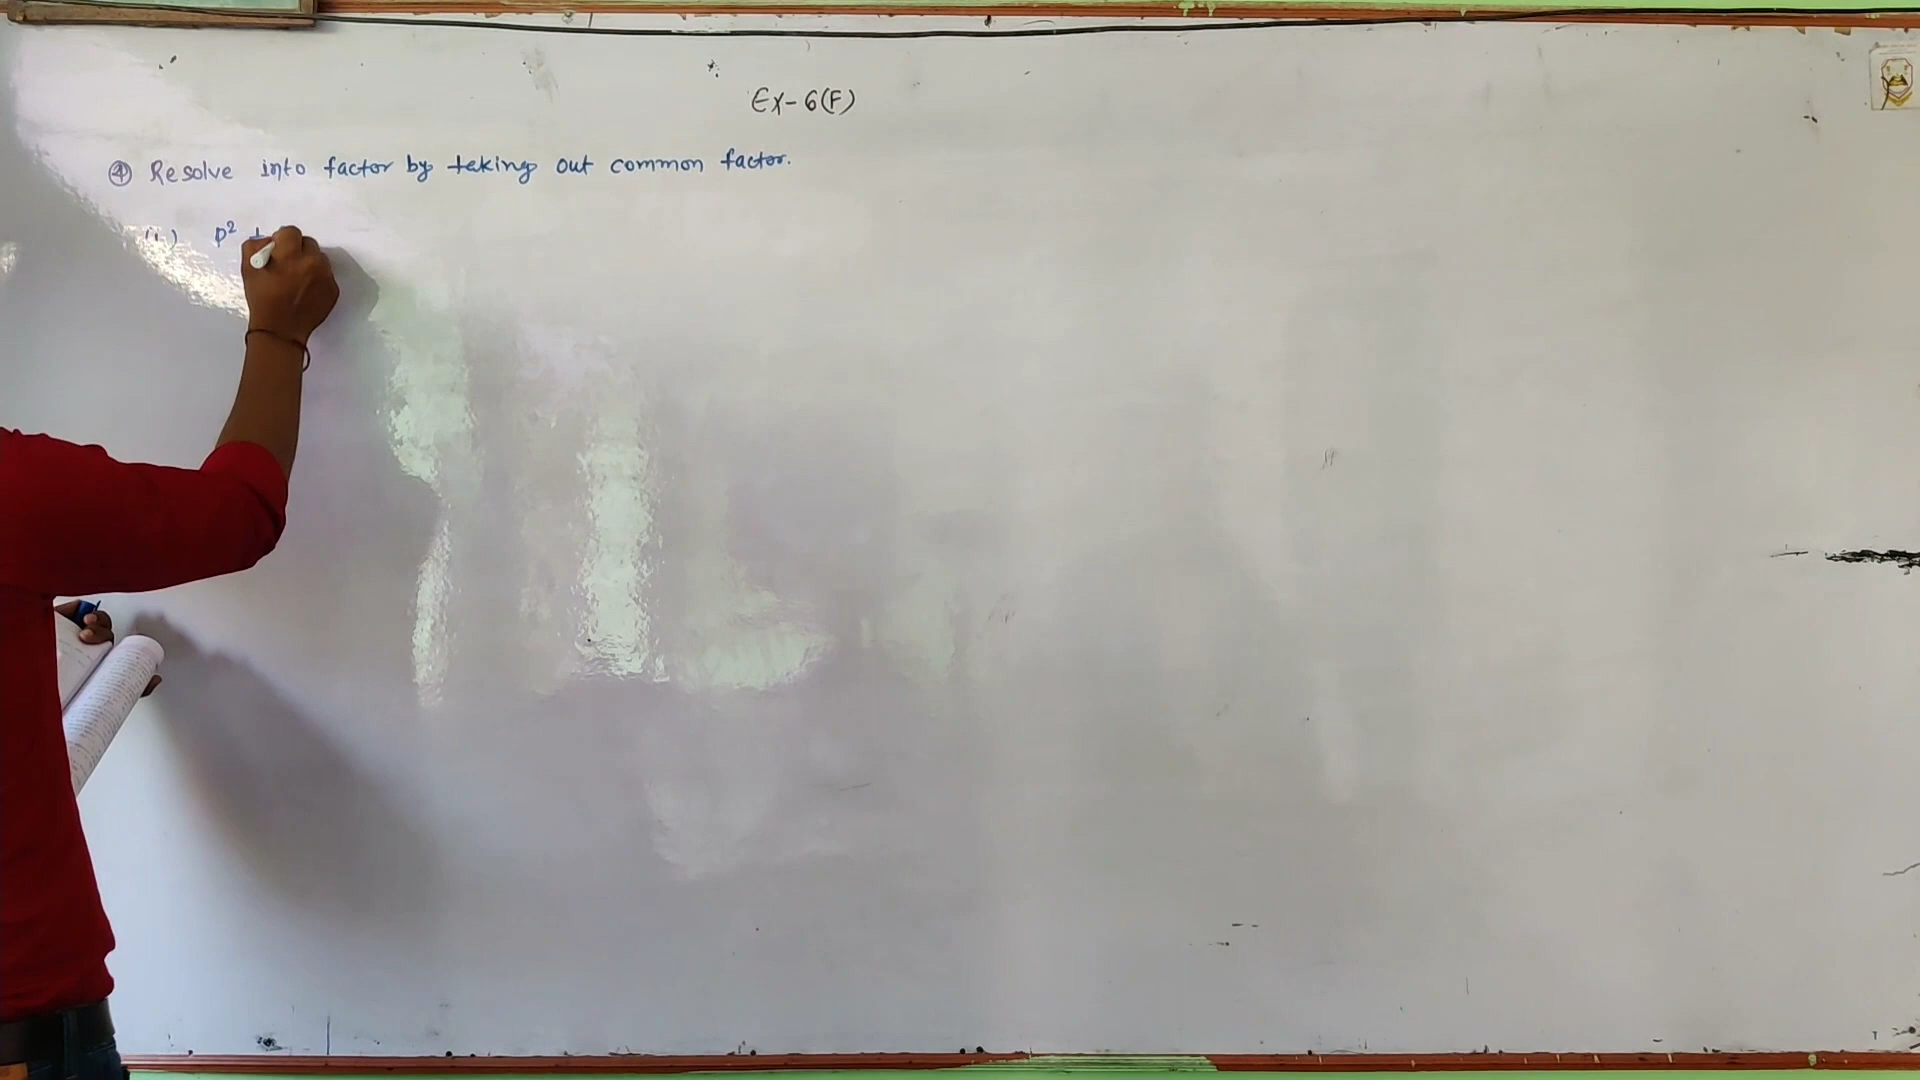 Ex-6(F)
④ Resolve into factor by taking out common factor.
(i) p² +